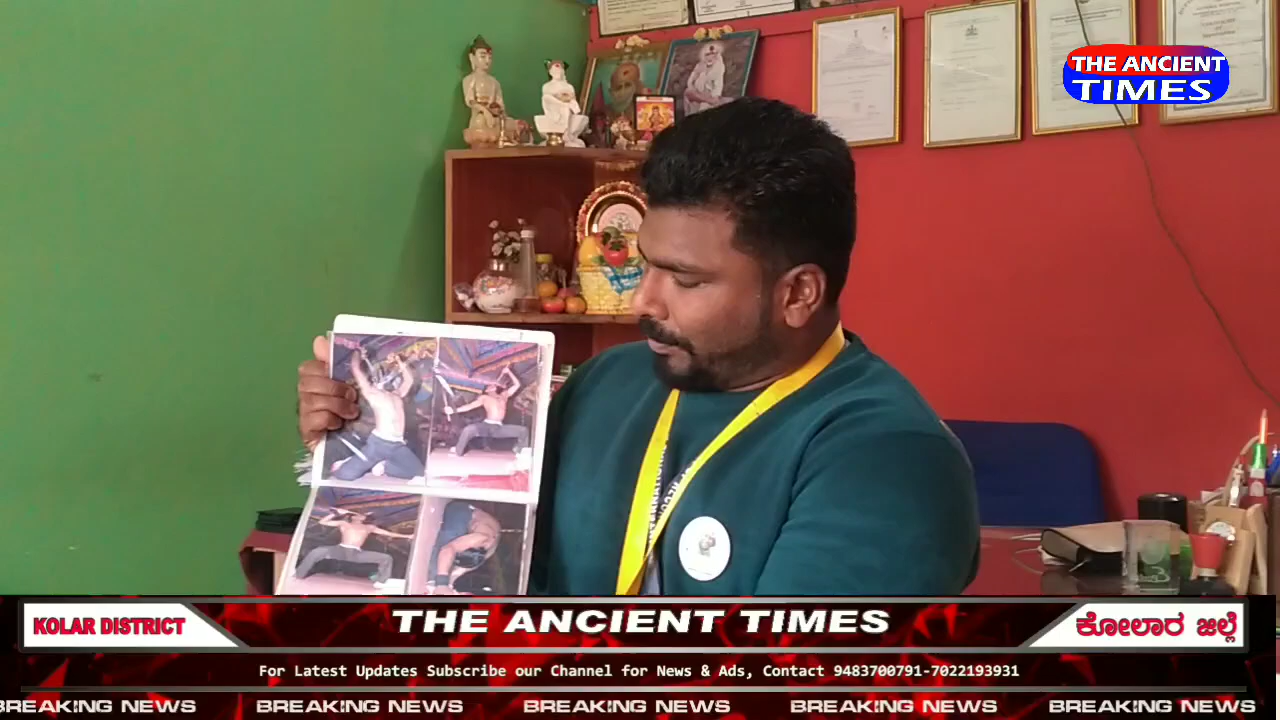 THE ANCIENT
TIMES
KOLAR DISTRICT
THE ANCIENT TIMES
ಕೋಲಾರ ಜಿಲ್ಲೆ
For Latest Updates Subscribe our Channel for News & Ads, Contact 9483700791-7022193931
BREAKING NEWS BREAKING NEWS BREAKING NEWS BREAKING NEWS BREAKING NEWS